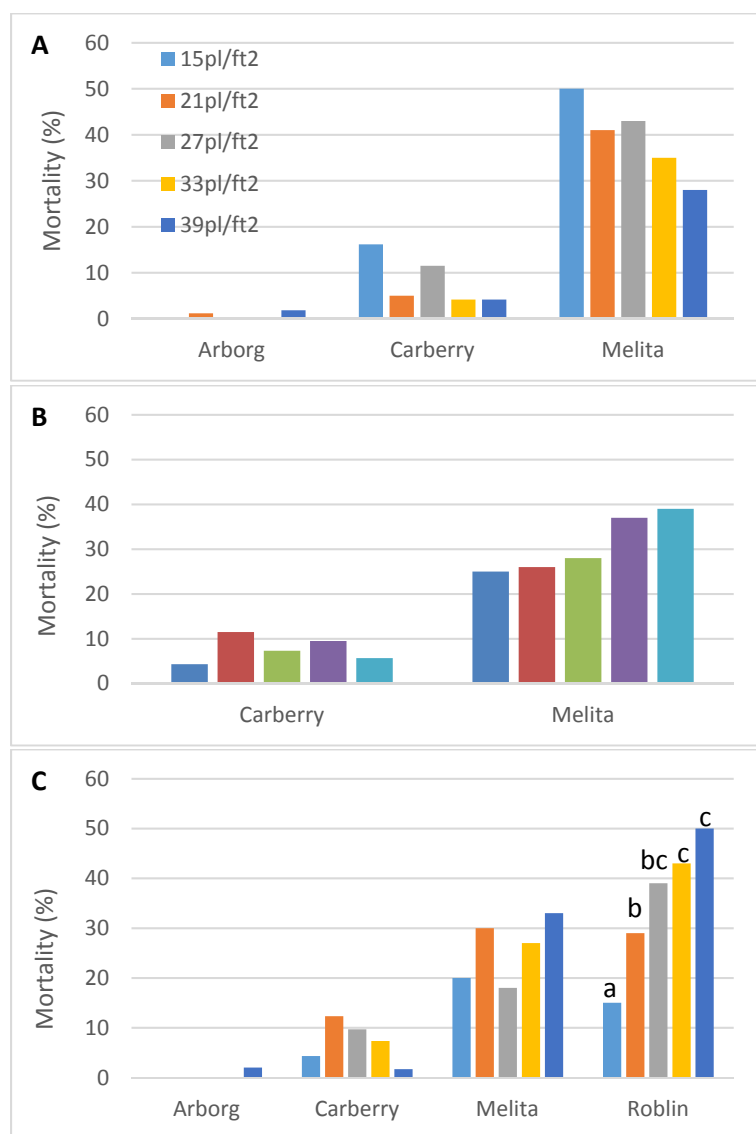 A
60
50
40
30
20
10
0
Mortality (%)
15pl/ft2
21pl/ft2
27pl/ft2
33pl/ft2
39pl/ft2
Arborg Carberry Melita
B
60
50
40
30
20
10
0
Mortality (%)
Carberry Melita
C
60
50
40
30
20
10
0
Mortality (%)
a b bc c c
Arborg Carberry Melita Roblin